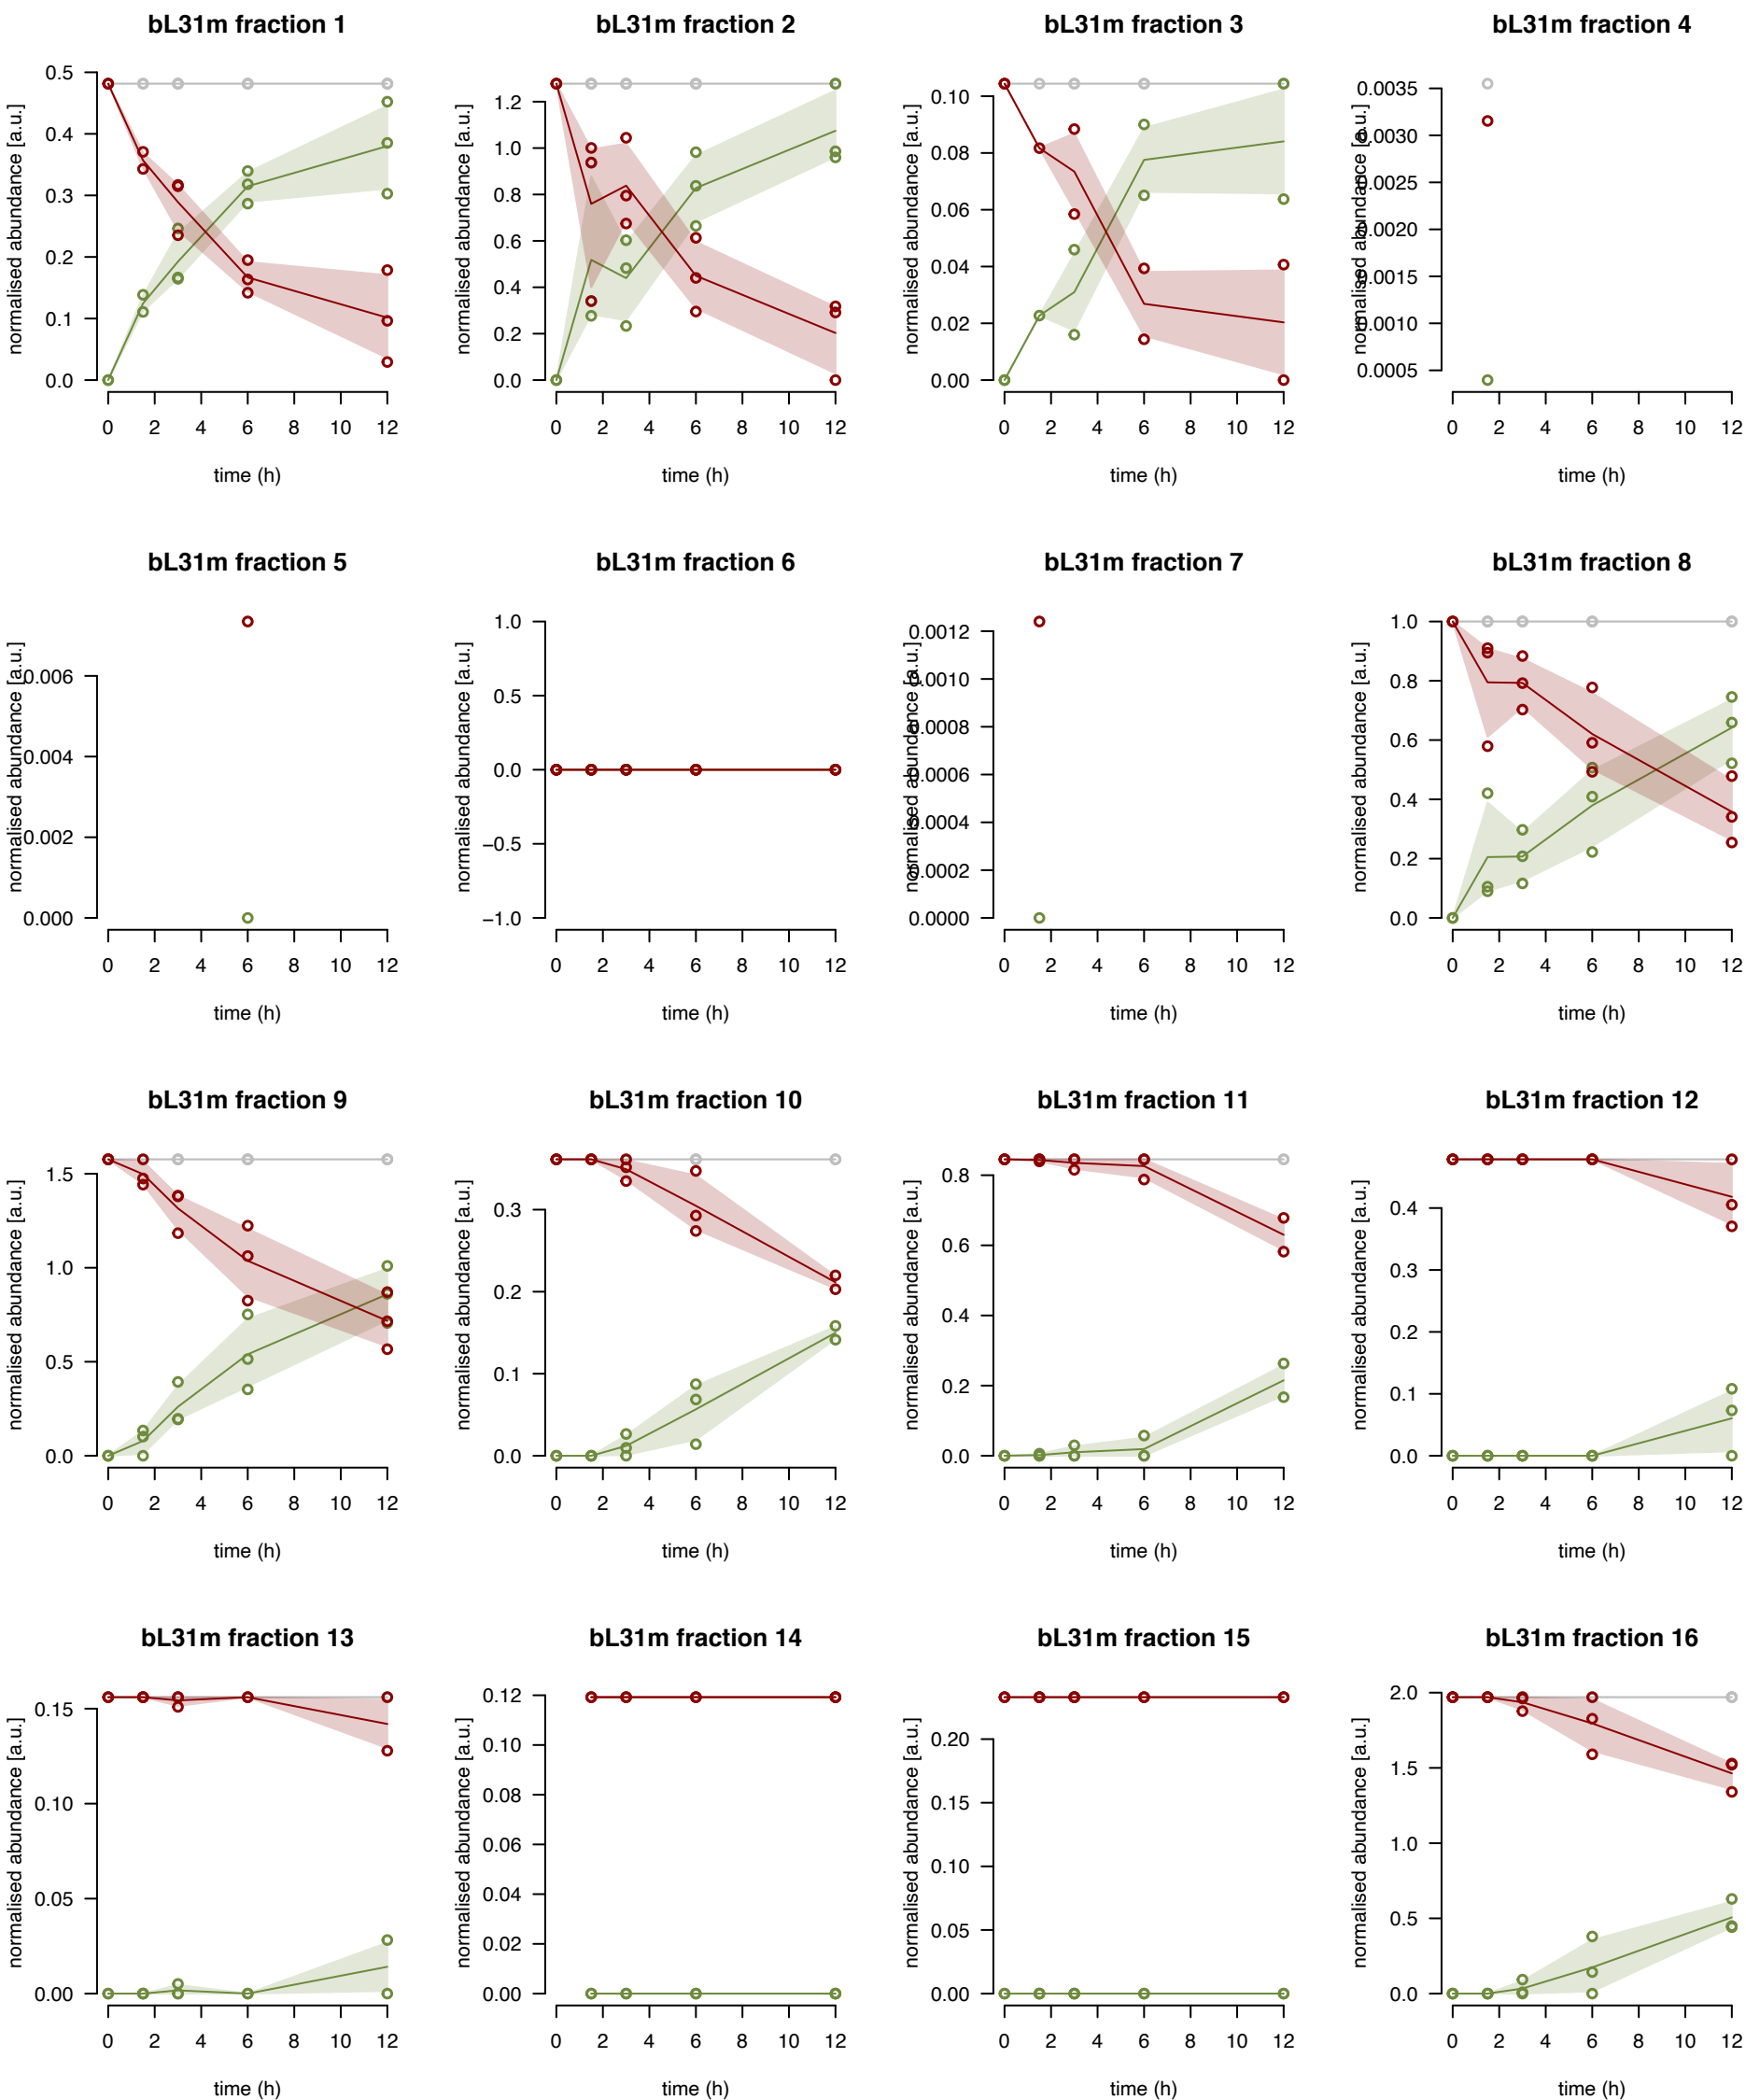 bL31m fraction 1
normalised abundance [a.u.]
0.5
0.4
0.3
0.2
0.1
0.0
0 2 4 6 8 10 12
time (h)
bL31m fraction 2
normalised abundance [a.u.]
1.2
1.0
0.8
0.6
0.4
0.2
0.0
0 2 4 6 8 10 12
time (h)
bL31m fraction 3
normalised abundance [a.u.]
0.10
0.08
0.06
0.04
0.02
0.00
0 2 4 6 8 10 12
time (h)
bL31m fraction 4
normalised abundance [a.u.]
0.0035
0.0030
0.0025
0.0020
0.0015
0.0010
0.0005
0 2 4 6 8 10 12
time (h)
bL31m fraction 5
normalised abundance [a.u.]
0.006
0.004
0.002
0.000
0 2 4 6 8 10 12
time (h)
bL31m fraction 6
normalised abundance [a.u.]
1.0
0.5
0.0
−0.5
−1.0
0 2 4 6 8 10 12
time (h)
bL31m fraction 7
normalised abundance [a.u.]
0.0012
0.0010
0.0008
0.0006
0.0004
0.0002
0.0000
0 2 4 6 8 10 12
time (h)
bL31m fraction 8
normalised abundance [a.u.]
1.0
0.8
0.6
0.4
0.2
0.0
0 2 4 6 8 10 12
time (h)
bL31m fraction 9
normalised abundance [a.u.]
1.5
1.0
0.5
0.0
0 2 4 6 8 10 12
time (h)
bL31m fraction 10
normalised abundance [a.u.]
0.3
0.2
0.1
0.0
0 2 4 6 8 10 12
time (h)
bL31m fraction 11
normalised abundance [a.u.]
0.8
0.6
0.4
0.2
0.0
0 2 4 6 8 10 12
time (h)
bL31m fraction 12
normalised abundance [a.u.]
0.4
0.3
0.2
0.1
0.0
0 2 4 6 8 10 12
time (h)
bL31m fraction 13
normalised abundance [a.u.]
0.15
0.10
0.05
0.00
0 2 4 6 8 10 12
time (h)
bL31m fraction 14
normalised abundance [a.u.]
0.12
0.10
0.08
0.06
0.04
0.02
0.00
0 2 4 6 8 10 12
time (h)
bL31m fraction 15
normalised abundance [a.u.]
0.20
0.15
0.10
0.05
0.00
0 2 4 6 8 10 12
time (h)
bL31m fraction 16
normalised abundance [a.u.]
2.0
1.5
1.0
0.5
0.0
0 2 4 6 8 10 12
time (h)